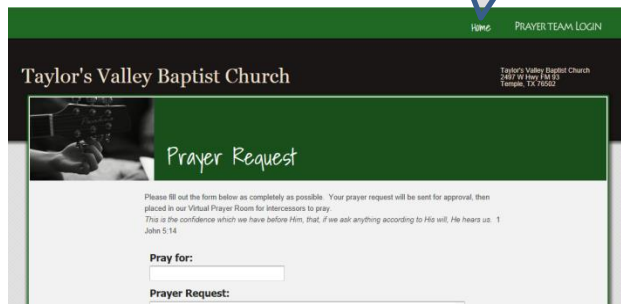 Home PRAYER TEAM LOGIN
Taylor's Valley Baptist Church
Taylor's Valley Baptist Church
2497 W Hwy FM 93
Temple, TX 76502
Prayer Request
Please fill out the form below as completely as possible. Your prayer request will be sent for approval, then
placed in our Virtual Prayer Room for Intercessors to pray.
This is the confidence which we have before Him, that, if we ask anything according to His will, He hears us. 1
John 5:14
Pray for:
Prayer Request: